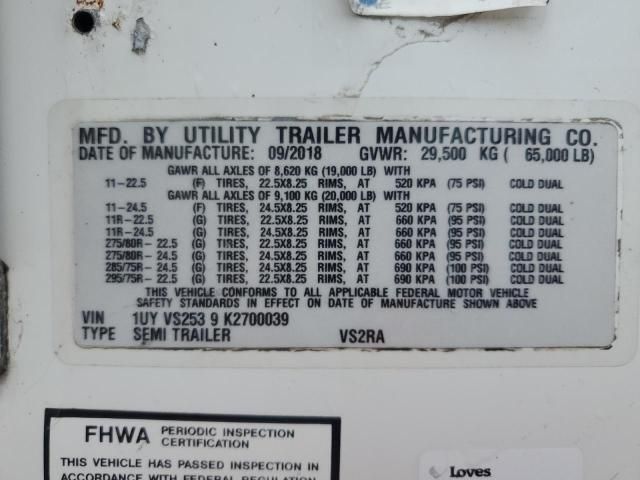 MFD. BY UTILITY TRAILER MANUFACTURING CO.
DATE OF MANUFACTURE: 09/2018 GVWR: 29,500 KG ( 65,000 LB)
GAWR ALL AXLES OF 8,620 KG (19,000 LB) WITH
11-22.5 (F) TIRES, 22.5X8.25 RIMS, AT 520 KPA (75 PSI) COLD DUAL
GAWR ALL AXLES OF 9,100 KG (20,000 LB) WITH
11-24.5 (F) TIRES, 24.5X8.25 RIMS, AT 520 KPA (75 PSI) COLD DUAL
11R-22.5 (G) TIRES, 22.5X8.25 RIMS, AT 660 KPA (95 PSI) COLD DUAL
11R-24.5 (G) TIRES, 24.5X8.25 RIMS, AT 660 KPA (95 PSI) COLD DUAL
275/80R-22.5 (G) TIRES, 22.5X8.25 RIMS, AT 660 KPA (95 PSI) COLD DUAL
275/80R-24.5 (G) TIRES, 24.5X8.25 RIMS, AT 660 KPA (95 PSI) COLD DUAL
285/75R-24.5 (G) TIRES, 24.5X8.25 RIMS, AT 690 KPA (100 PSI) COLD DUAL
295/75R-22.5 (G) TIRES, 22.5X8.25 RIMS, AT 690 KPA (100 PSI) COLD DUAL
THIS VEHICLE CONFORMS TO ALL APPLICABLE FEDERAL MOTOR VEHICLE
SAFETY STANDARDS IN EFFECT ON DATE OF MANUFACTURE SHOWN ABOVE
VIN 1UY VS253 9 K2700039
TYPE SEMI TRAILER VS2RA
FHWA PERIODIC INSPECTION
CERTIFICATION
THIS VEHICLE HAS PASSED INSPECTION IN
ACCORDANCE WITH FEDERAL REGULATION
Loves